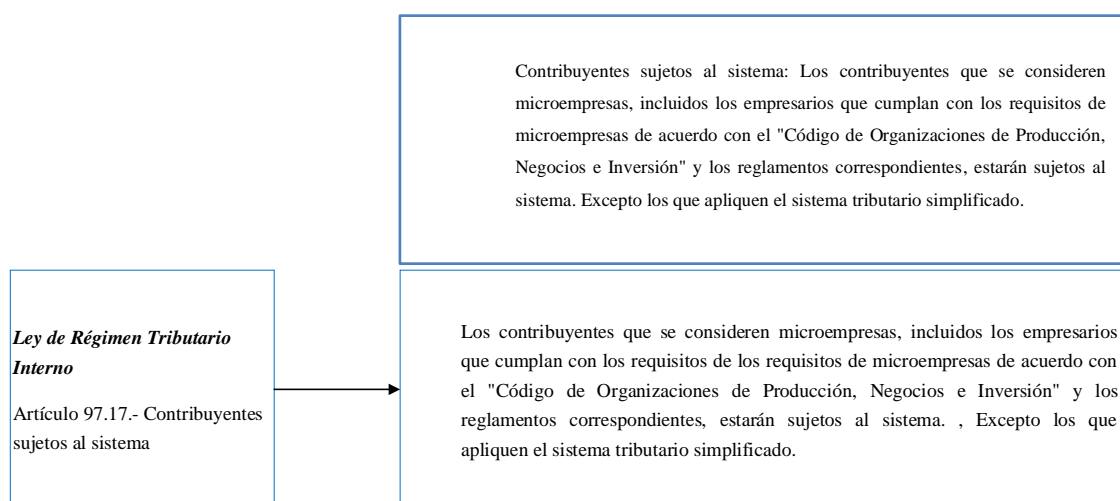 Contribuyentes sujetos al sistema: Los contribuyentes que se consideren
microempresas, incluidos los empresarios que cumplan con los requisitos de
microempresas de acuerdo con el "Código de Organizaciones de Producción,
Negocios e Inversión" y los reglamentos correspondientes, estarán sujetos al
sistema. Excepto los que apliquen el sistema tributario simplificado.
Ley de Régimen Tributario
Interno
Artículo 97.17.- Contribuyentes
sujetos al sistema
Los contribuyentes que se consideren microempresas, incluidos los empresarios
que cumplan con los requisitos de los requisitos de microempresas de acuerdo con
el "Código de Organizaciones de Producción, Negocios e Inversión" y los
reglamentos correspondientes, estarán sujetos al sistema. , Excepto los que
apliquen el sistema tributario simplificado.